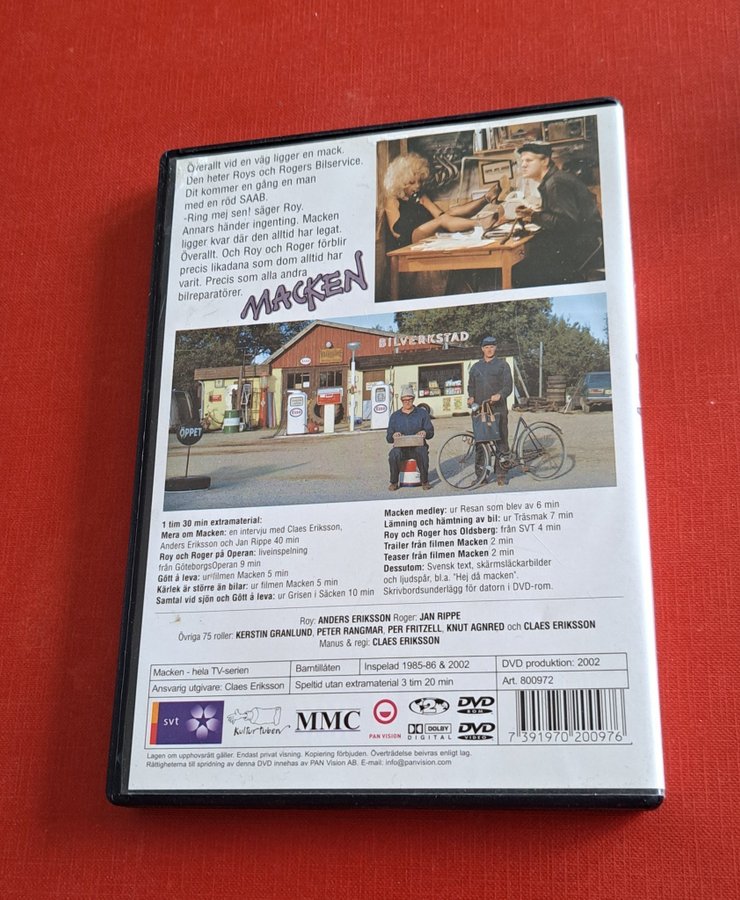 Överallt vid en väg ligger en mack.
Den heter Roys och Rogers Bilservice.
Dit kommer en gång en man
med en röd SAAB.
-Ring mej sen! säger Roy.
Annars händer ingenting. Macken
ligger kvar där den alltid har legat.
Överallt. Och Roy och Roger förblir
precis likadana som dom alltid har
varit. Precis som alla andra
bilreparatörer.
MACKEN
BILVERKSTAD
Esso
Esso
ÖPPET
1 tim 30 min extramaterial:
Mera om Macken: en intervju med Claes Eriksson,
Anders Eriksson och Jan Rippe 40 min
Roy och Roger på Operan: liveinspelning
från GöteborgsOperan 9 min
Gött å leva: ur filmen Macken 5 min
Kärlek är större än bilar: ur filmen Macken 5 min
Samtal vid sjön och Gött å leva: ur Grisen i Säcken 10 min
Macken medley: ur Resan som blev av 6 min
Lämning och hämtning av bil: ur Träsmak 7 min
Roy och Roger hos Oldsberg: från SVT 4 min
Trailer från filmen Macken 2 min
Teaser från filmen Macken 2 min
Dessutom: Svensk text, skärmsläckarbilder
och ljudspår, bl.a. "Hej då macken".
Skrivbordsunderlägg för datorn i DVD-rom.
Roy: ANDERS ERIKSSON Roger: JAN RIPPE
Övriga 75 roller: KERSTIN GRANLUND, PETER RANGMAR, PER FRITZELL, KNUT AGNRED och CLAES ERIKSSON
Manus & regi: CLAES ERIKSSON
Macken - hela TV-serien
Barntillåten
Inspelad 1985-86 & 2002
DVD produktion: 2002
Ansvarig utgivare: Claes Eriksson
Speltid utan extramaterial 3 tim 20 min
Art. 800972
svt
Kulturtuben
MMC
PAN VISION
2
DOLBY
DIGITAL
DVD
ROM
DVD
VIDEO
7 391970 200976
Lagen om upphovsrätt gäller. Endast privat visning. Kopiering förbjuden. Överträdelse beivras enligt lag.
Rättigheterna till spridning av denna DVD innehas av PAN Vision AB. E-mail: info@panvision.com